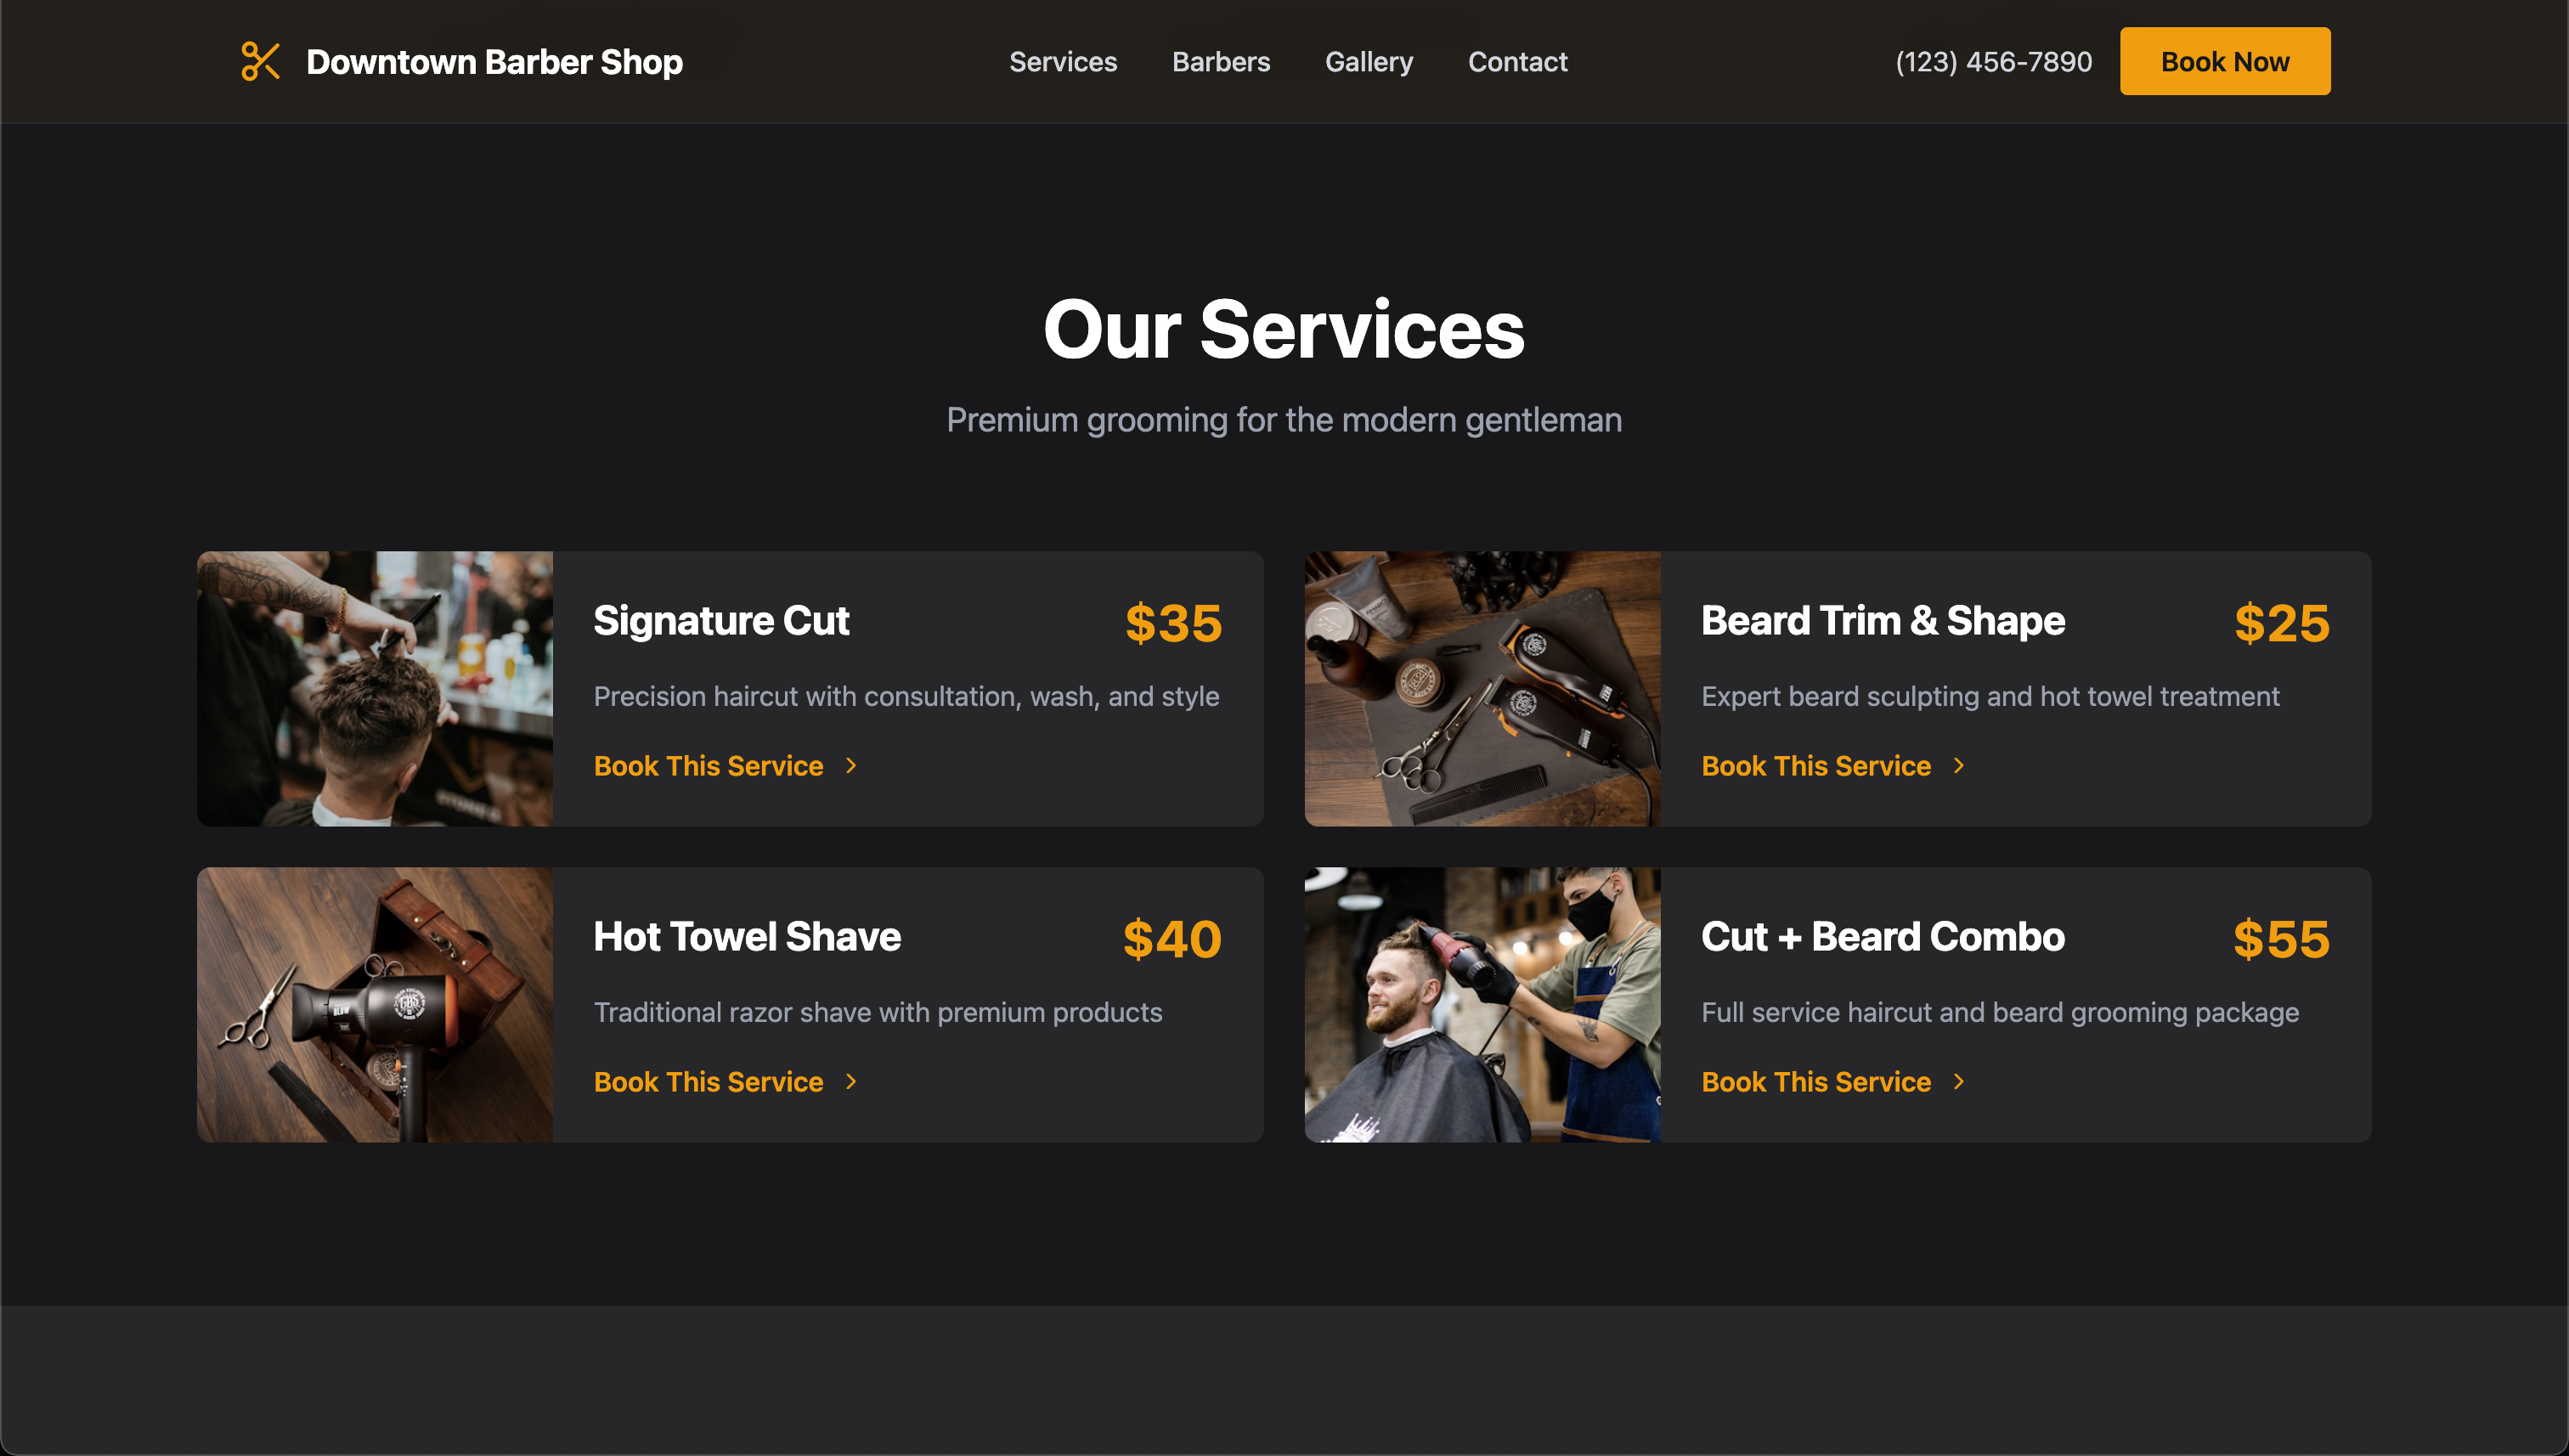 Downtown Barber Shop
Services
Barbers
Gallery
Contact
(123) 456-7890
Book Now
Our Services
Premium grooming for the modern gentleman
Signature Cut
$35
Precision haircut with consultation, wash, and style
Book This Service
Beard Trim & Shape
$25
Expert beard sculpting and hot towel treatment
Book This Service
Hot Towel Shave
$40
Traditional razor shave with premium products
Book This Service
Cut + Beard Combo
$55
Full service haircut and beard grooming package
Book This Service